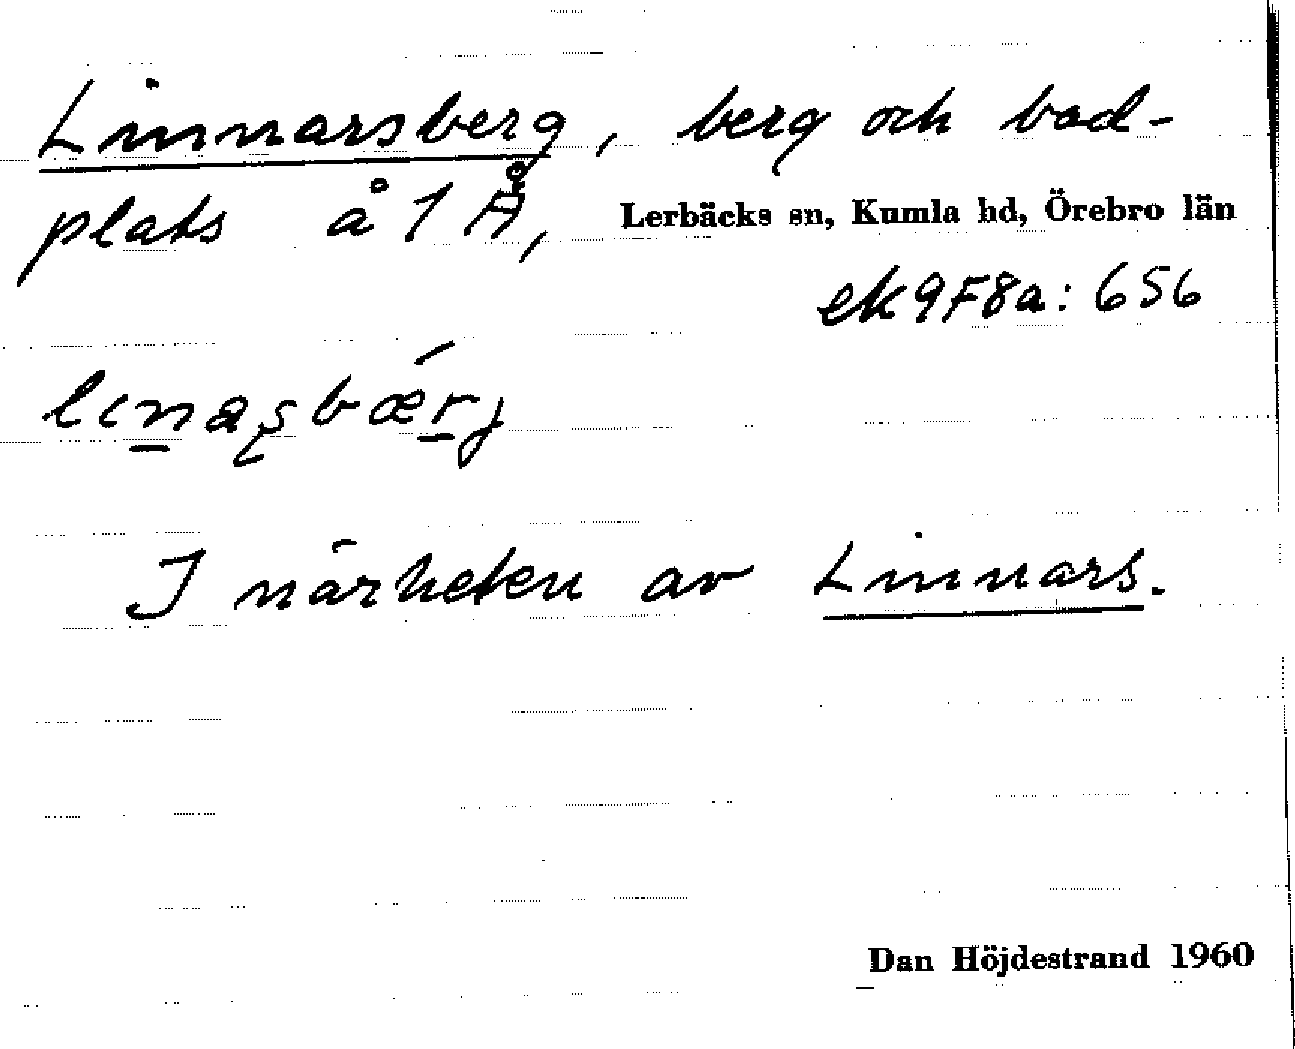 Linnarsberg, berg och bad-
plats å 1 Å, Lerbäcks sn, Kumla hd, Örebro län
ek9F8a: 656
I närheten av Linnars.
Dan Höjdestrand 1960